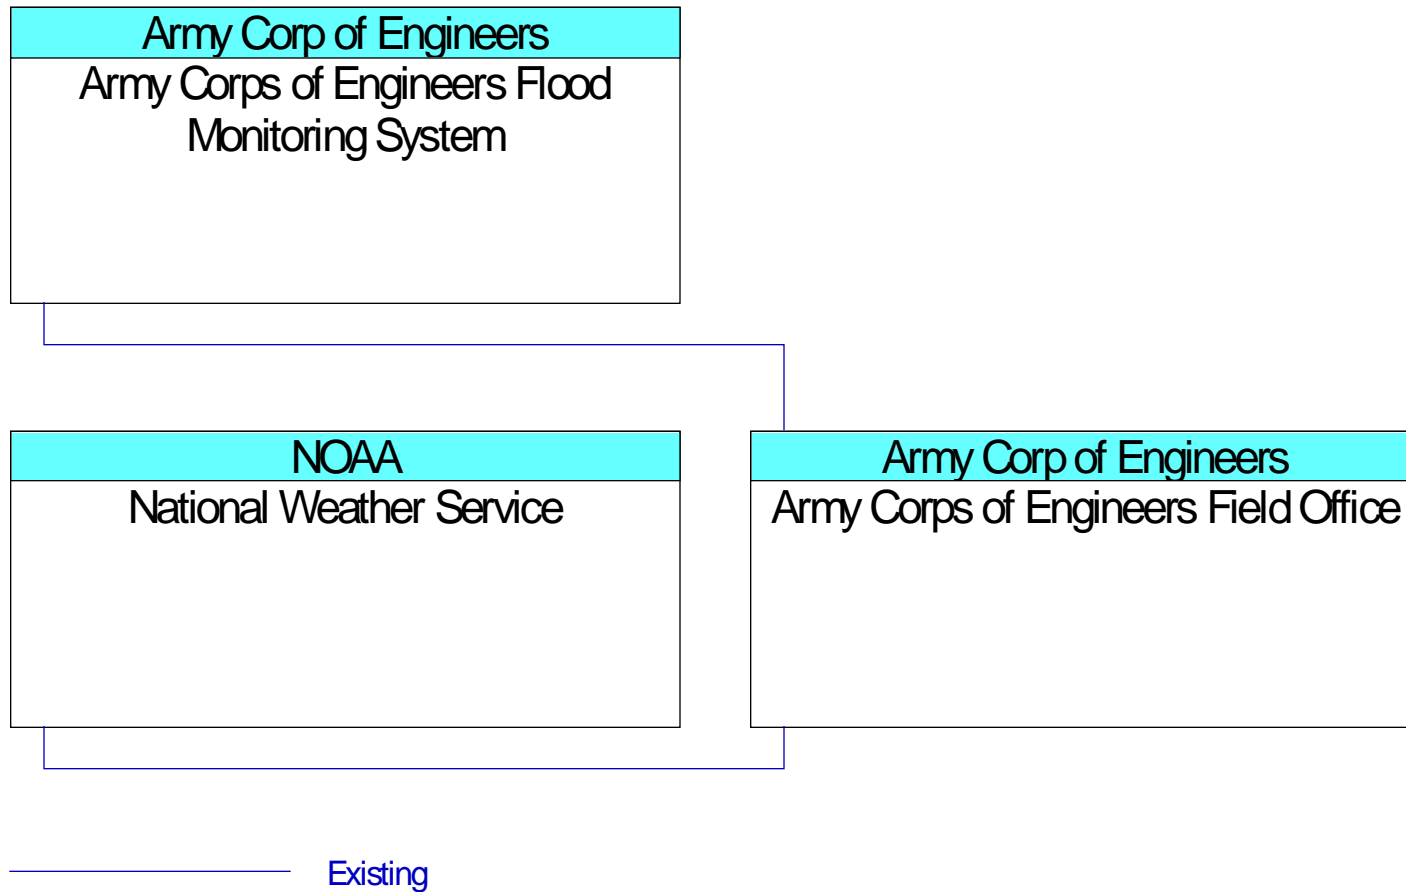 Army Corp of Engineers
Army Corps of Engineers Flood
Monitoring System
NOAA
National Weather Service
Army Corp of Engineers
Army Corps of Engineers Field Office
Existing